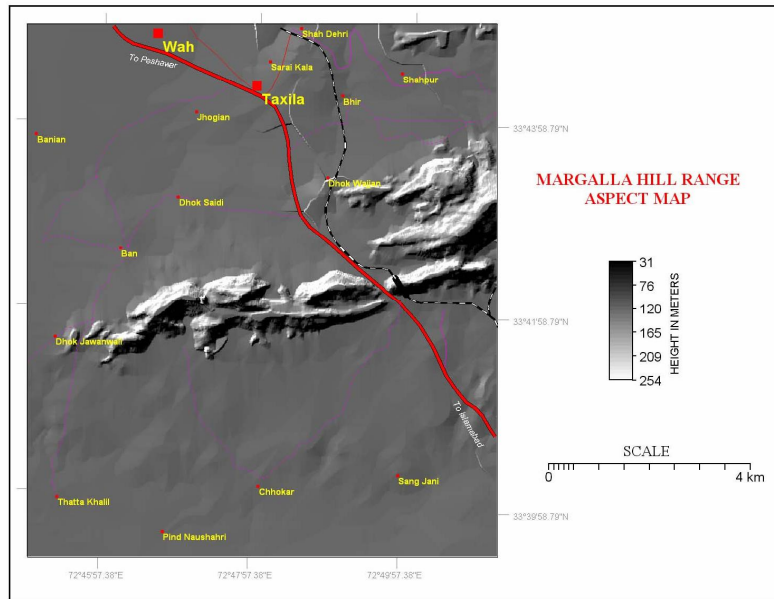 Shah Dehri
Wah
To Peshawar
Sarai Kala
Shahpur
Taxila
Bhir
Jhogian
33°43'58.79"N
Banian
Dhok Wajian
MARGALLA HILL RANGE
ASPECT MAP
Dhok Saidi
Ban
31
76
120
165
209
254
HEIGHT IN METERS
33°41'58.79"N
Dhok Jawanwali
To Islamabad
SCALE
0
4 km
Sang Jani
Chhokar
Thatta Khalil
33°39'58.79"N
Pind Naushahri
72°45'57.38"E
72°47'57.38"E
72°49'57.38"E